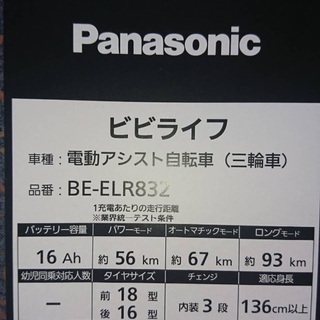 Panasonic
ビビライフ
車種：電動アシスト自転車（三輪車）
品番：BE-ELR832
1充電あたりの走行距離
※業界統一テスト条件
バッテリー容量 パワーモード オートマチックモード ロングモード
16 Ah 約 56 km 約 67 km 約 93 km
幼児同乗対応人数 タイヤサイズ チェンジ 適応身長
－ 前 18 型 内装 3 段 136cm以上
後 16 型